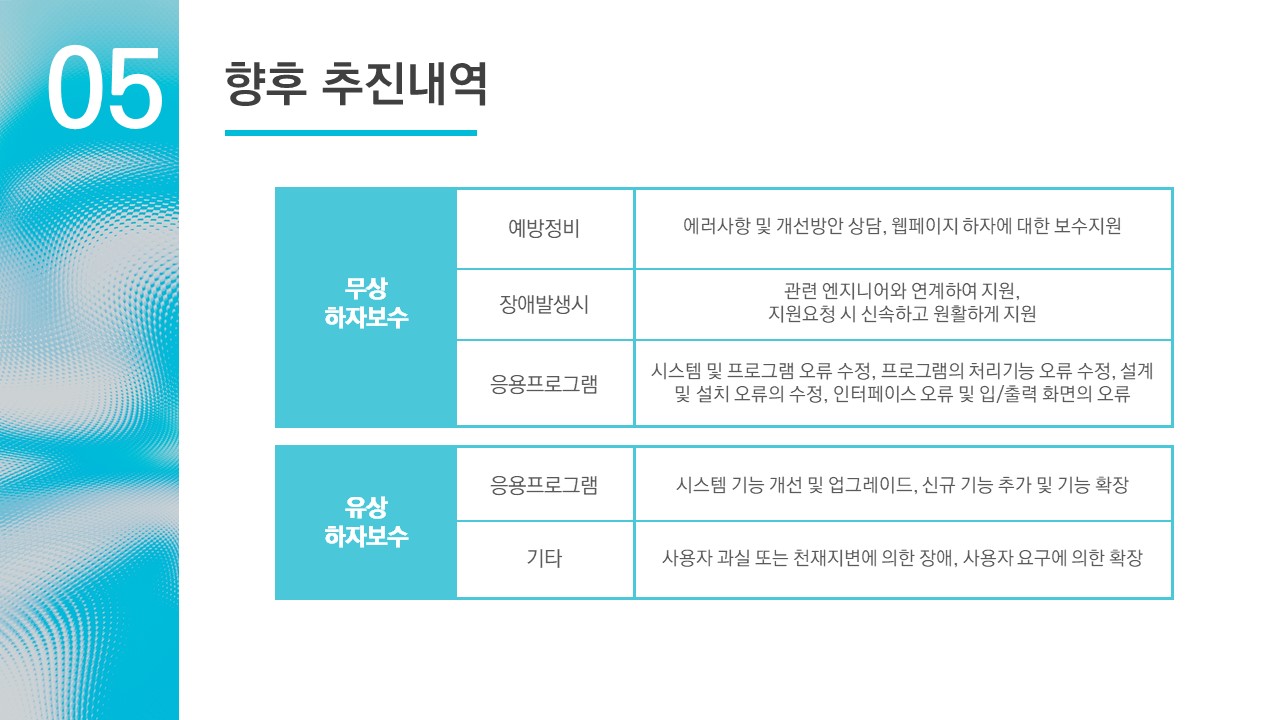 05
향후 추진내역
무상
하자보수
예방정비
에러사항 및 개선방안 상담, 웹페이지 하자에 대한 보수지원
장애발생시
관련 엔지니어와 연계하여 지원,
지원요청 시 신속하고 원활하게 지원
응용프로그램
시스템 및 프로그램 오류 수정, 프로그램의 처리기능 오류 수정, 설계
및 설치 오류의 수정, 인터페이스 오류 및 입/출력 화면의 오류
유상
하자보수
응용프로그램
시스템 기능 개선 및 업그레이드, 신규 기능 추가 및 기능 확장
기타
사용자 과실 또는 천재지변에 의한 장애, 사용자 요구에 의한 확장